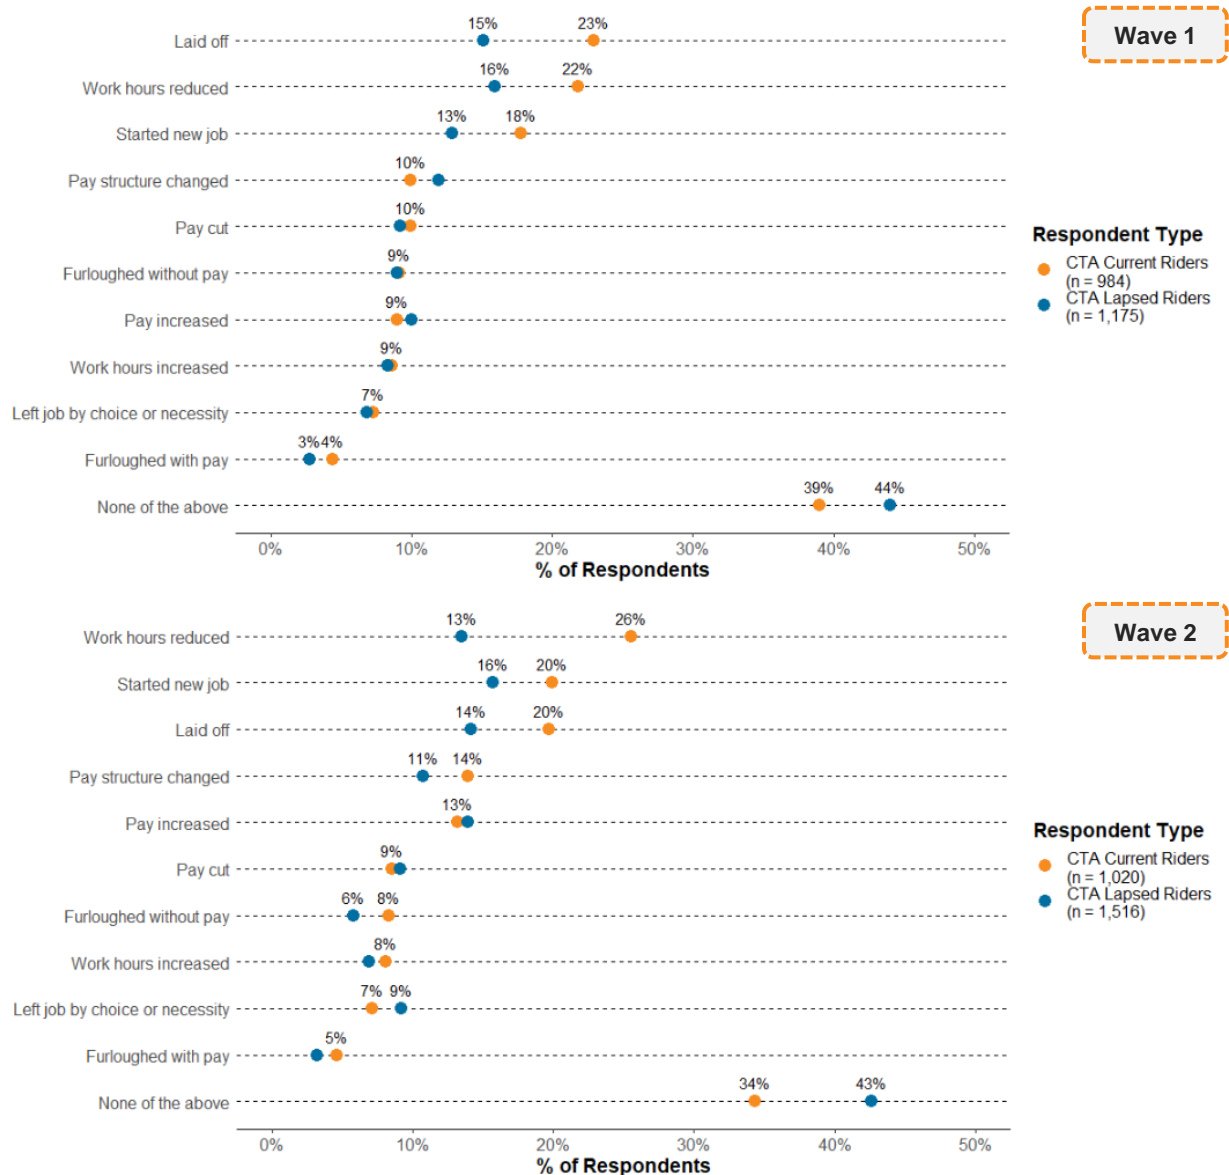 Wave 1
15% 23%
Laid off
16% 22%
Work hours reduced
13% 18%
Started new job
10%
Pay structure changed
10%
Pay cut
9%
Furloughed without pay
9%
Pay increased
9%
Work hours increased
7%
Left job by choice or necessity
3% 4%
Furloughed with pay
39% 44%
None of the above
0% 10% 20% 30% 40% 50%
% of Respondents
Respondent Type
CTA Current Riders
(n = 984)
CTA Lapsed Riders
(n = 1,175)
Wave 2
13% 26%
Work hours reduced
16% 20%
Started new job
14% 20%
Laid off
11% 14%
Pay structure changed
13%
Pay increased
9%
Pay cut
6% 8%
Furloughed without pay
8%
Work hours increased
7% 9%
Left job by choice or necessity
5%
Furloughed with pay
34% 43%
None of the above
0% 10% 20% 30% 40% 50%
% of Respondents
Respondent Type
CTA Current Riders
(n = 1,020)
CTA Lapsed Riders
(n = 1,516)